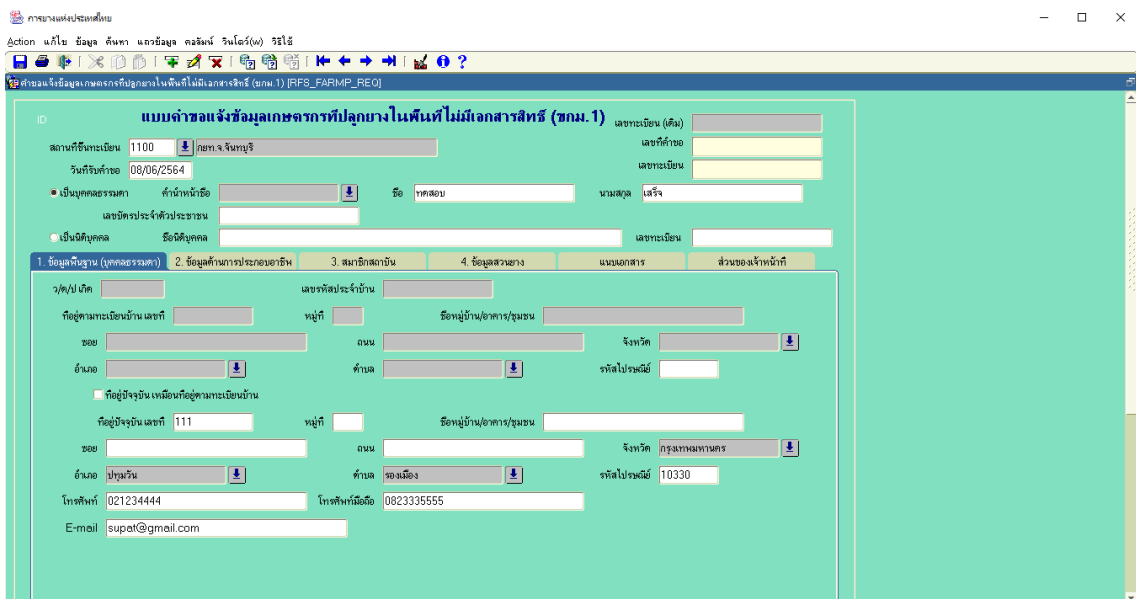 การยางแห่งประเทศไทย
Action แก้ไข ข้อมูล ค้นหา แถวข้อมูล คอลัมน์ วินโดว์(w) วิธีใช้
คำขอแจ้งข้อมูลเกษตรกรที่ปลูกยางในพื้นที่ไม่มีเอกสารสิทธิ์ (ขกม.1) [RFS_FARMP_REQ]
ID แบบคำขอแจ้งข้อมูลเกษตรกรที่ปลูกยางในพื้นที่ไม่มีเอกสารสิทธิ์ (ขกม.1) เลขทะเบียน (เดิม)
สถานที่ขึ้นทะเบียน 1100 กยท.จ.จันทบุรี เลขที่คำขอ
วันที่รับคำขอ 08/06/2564 เลขทะเบียน
เป็นบุคคลธรรมดา คำนำหน้าชื่อ ชื่อ ทดสอบ นามสกุล เสร็จ
เลขบัตรประจำตัวประชาชน
เป็นนิติบุคคล ชื่อนิติบุคคล เลขทะเบียน
1. ข้อมูลพื้นฐาน (บุคคลธรรมดา) 2. ข้อมูลด้านการประกอบอาชีพ 3. สมาชิกสถาบัน 4. ข้อมูลสวนยาง แนบเอกสาร ส่วนของเจ้าหน้าที่
ว/ด/ป เกิด เลขรหัสประจำบ้าน
ที่อยู่ตามทะเบียนบ้าน เลขที่ หมู่ที่ ชื่อหมู่บ้าน/อาคาร/ชุมชน
ซอย ถนน จังหวัด
อำเภอ ตำบล รหัสไปรษณีย์
ที่อยู่ปัจจุบัน เหมือนที่อยู่ตามทะเบียนบ้าน
ที่อยู่ปัจจุบัน เลขที่ 111 หมู่ที่ ชื่อหมู่บ้าน/อาคาร/ชุมชน
ซอย ถนน จังหวัด กรุงเทพมหานคร
อำเภอ ปทุมวัน ตำบล รองเมือง รหัสไปรษณีย์ 10330
โทรศัพท์ 021234444 โทรศัพท์มือถือ 0823335555
E-mail supat@gmail.com